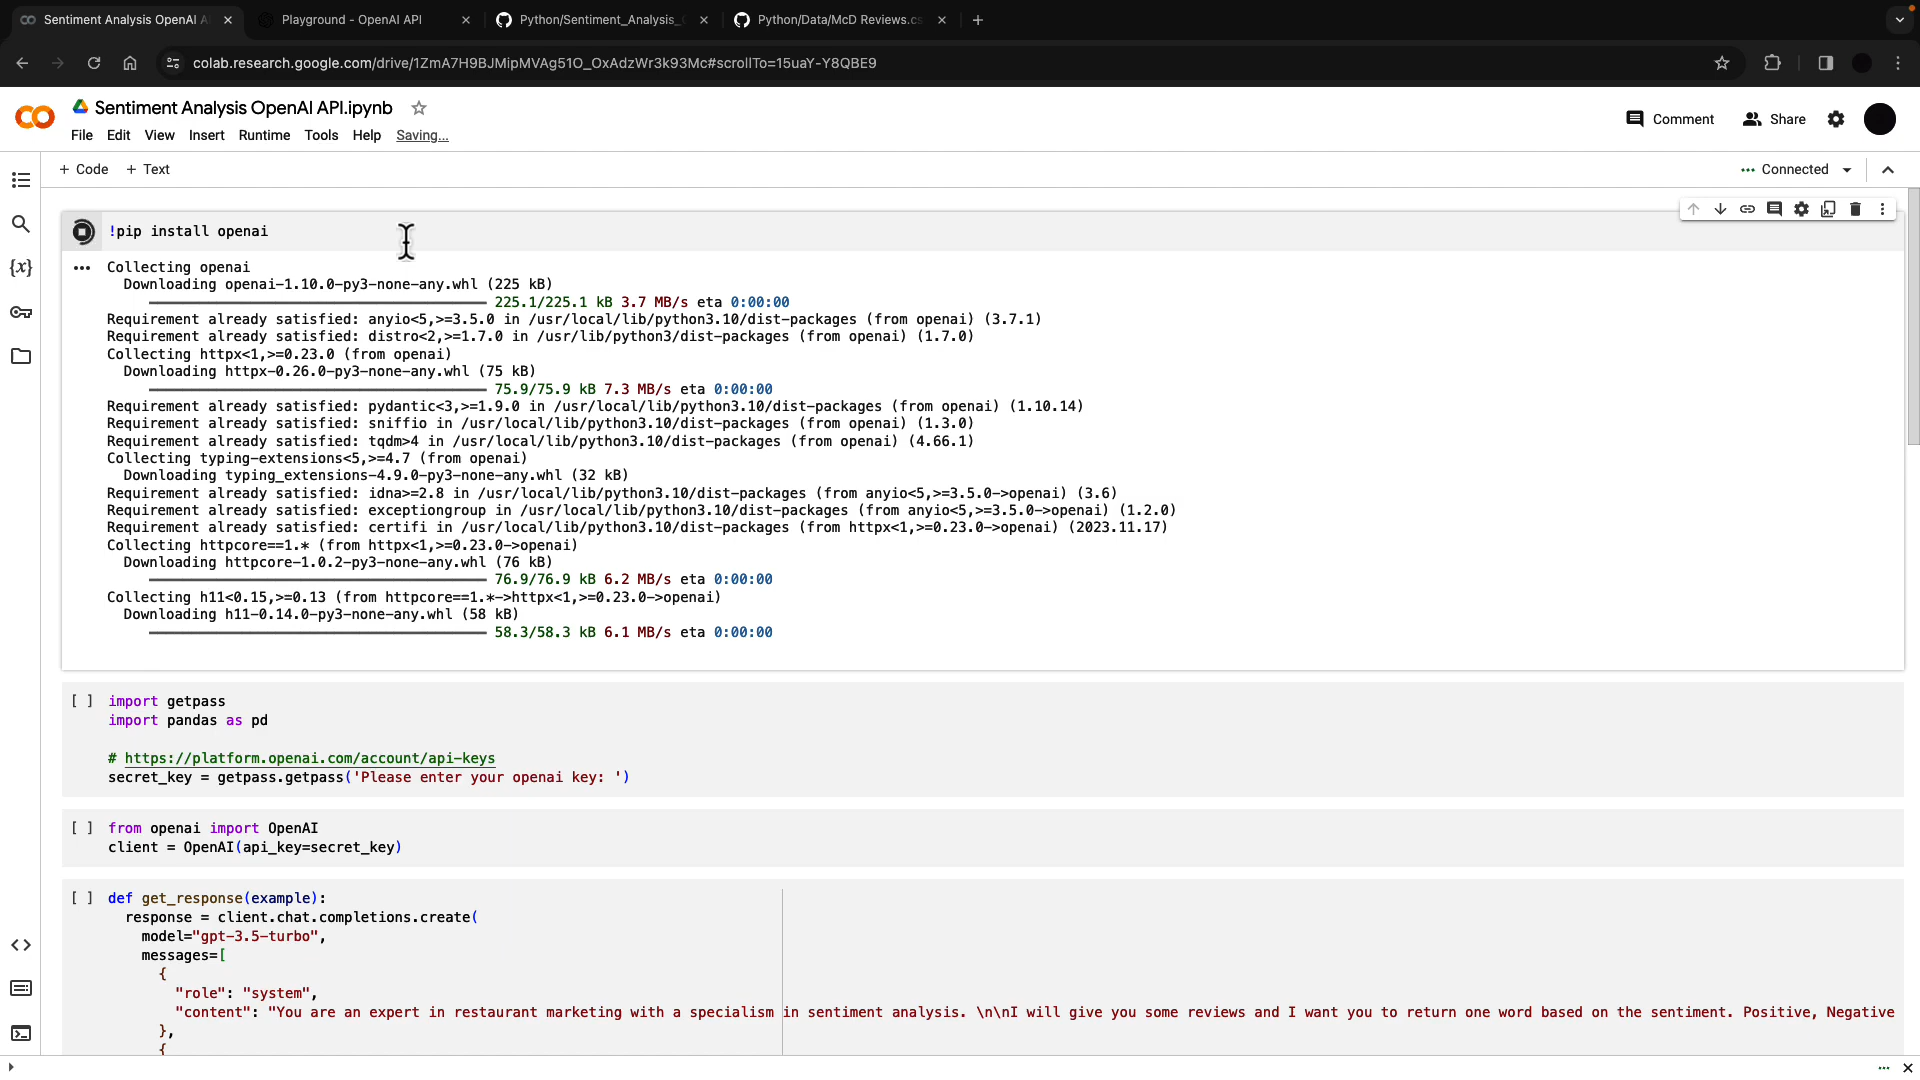 Sentiment Analysis OpenAI A
Playground - OpenAI API
Python/Sentiment_Analysis_
Python/Data/McD Reviews.cs
colab.research.google.com/drive/1ZmA7H9BJMipMVAg51O_OxAdzWr3k93Mc#scrollTo=15uaY-Y8QBE9
Sentiment Analysis OpenAI API.ipynb
File Edit View Insert Runtime Tools Help Saving...
Comment Share
+ Code + Text
Connected
!pip install openai
Collecting openai
Downloading openai-1.10.0-py3-none-any.whl (225 kB)
225.1/225.1 kB 3.7 MB/s eta 0:00:00
Requirement already satisfied: anyio<5,>=3.5.0 in /usr/local/lib/python3.10/dist-packages (from openai) (3.7.1)
Requirement already satisfied: distro<2,>=1.7.0 in /usr/lib/python3/dist-packages (from openai) (1.7.0)
Collecting httpx<1,>=0.23.0 (from openai)
Downloading httpx-0.26.0-py3-none-any.whl (75 kB)
75.9/75.9 kB 7.3 MB/s eta 0:00:00
Requirement already satisfied: pydantic<3,>=1.9.0 in /usr/local/lib/python3.10/dist-packages (from openai) (1.10.14)
Requirement already satisfied: sniffio in /usr/local/lib/python3.10/dist-packages (from openai) (1.3.0)
Requirement already satisfied: tqdm>4 in /usr/local/lib/python3.10/dist-packages (from openai) (4.66.1)
Collecting typing-extensions<5,>=4.7 (from openai)
Downloading typing_extensions-4.9.0-py3-none-any.whl (32 kB)
Requirement already satisfied: idna>=2.8 in /usr/local/lib/python3.10/dist-packages (from anyio<5,>=3.5.0->openai) (3.6)
Requirement already satisfied: exceptiongroup in /usr/local/lib/python3.10/dist-packages (from anyio<5,>=3.5.0->openai) (1.2.0)
Requirement already satisfied: certifi in /usr/local/lib/python3.10/dist-packages (from httpx<1,>=0.23.0->openai) (2023.11.17)
Collecting httpcore==1.* (from httpx<1,>=0.23.0->openai)
Downloading httpcore-1.0.2-py3-none-any.whl (76 kB)
76.9/76.9 kB 6.2 MB/s eta 0:00:00
Collecting h11<0.15,>=0.13 (from httpcore==1.*->httpx<1,>=0.23.0->openai)
Downloading h11-0.14.0-py3-none-any.whl (58 kB)
58.3/58.3 kB 6.1 MB/s eta 0:00:00
[ ] import getpass
import pandas as pd
# https://platform.openai.com/account/api-keys
secret_key = getpass.getpass('Please enter your openai key: ')
[ ] from openai import OpenAI
client = OpenAI(api_key=secret_key)
[ ] def get_response(example):
response = client.chat.completions.create(
model="gpt-3.5-turbo",
messages=[
{
"role": "system",
"content": "You are an expert in restaurant marketing with a specialism in sentiment analysis. \n\nI will give you some reviews and I want you to return one word based on the sentiment. Positive, Negative
},
{